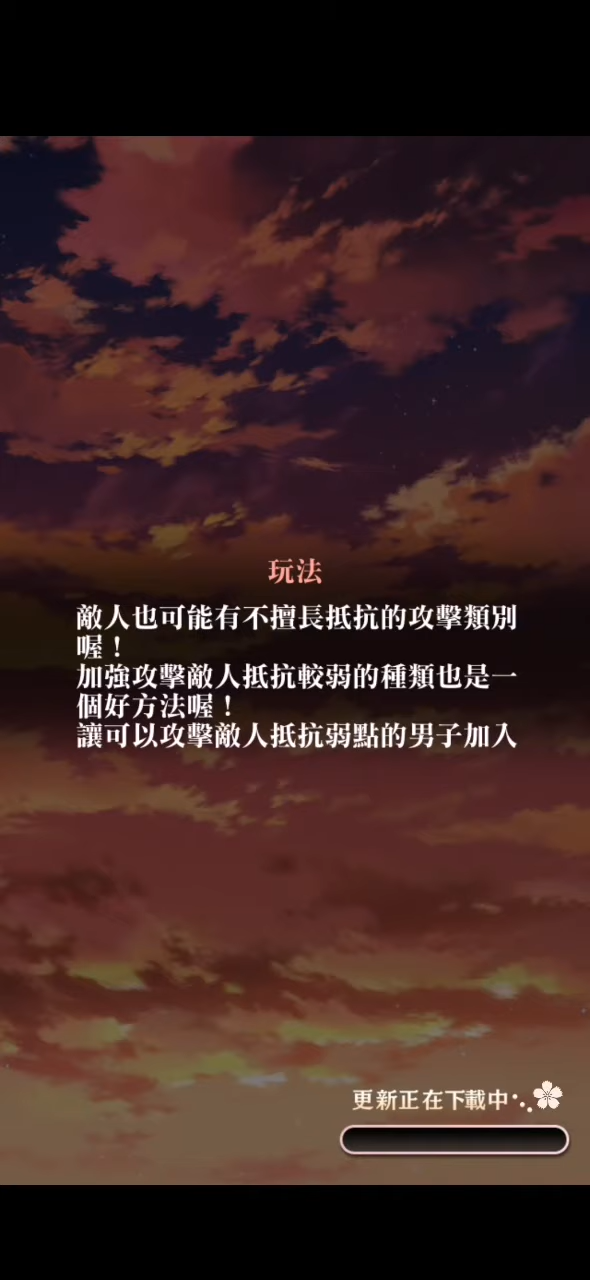 玩法
敵人也可能有不擅長抵抗的攻擊類別
喔！
加強攻擊敵人抵抗較弱的種類也是一
個好方法喔！
讓可以攻擊敵人抵抗弱點的男子加入
更新正在下載中